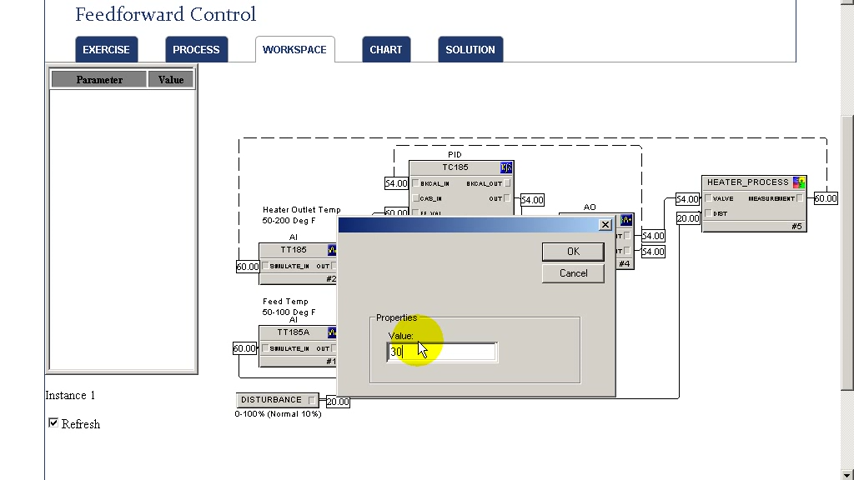 Feedforward Control
EXERCISE PROCESS WORKSPACE CHART SOLUTION
Parameter Value
PID
TC185
54.00 BKCAL_IN BKCAL_OUT
CAS_IN OUT 54.00
60.00
AO
HEATER_PROCESS
54.00 VALVE MEASUREMENT 60.00
20.00 DIST
#5
Heater Outlet Temp
50-200 Deg F
AI
TT185
60.00 SIMULATE_IN OUT
#2
54.00
54.00
#4
OK
Cancel
Properties
Value:
30
Feed Temp
50-100 Deg F
AI
TT185A
60.00 SIMULATE_IN OUT
#1
DISTURBANCE 20.00
0-100% (Normal 10%)
Instance 1
Refresh